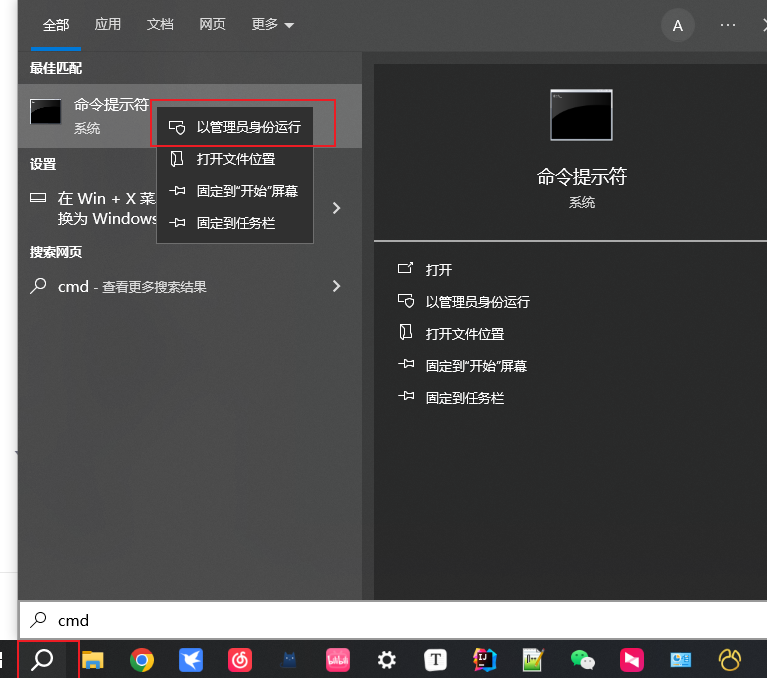 全部 应用 文档 网页 更多 A ···
最佳匹配
命令提示符
系统
以管理员身份运行
打开文件位置
固定到"开始"屏幕
固定到任务栏
设置
在 Win + X 菜
换为 Windows
搜索网页
cmd - 查看更多搜索结果
命令提示符
系统
打开
以管理员身份运行
打开文件位置
固定到"开始"屏幕
固定到任务栏
cmd
bilibili
T
IJ